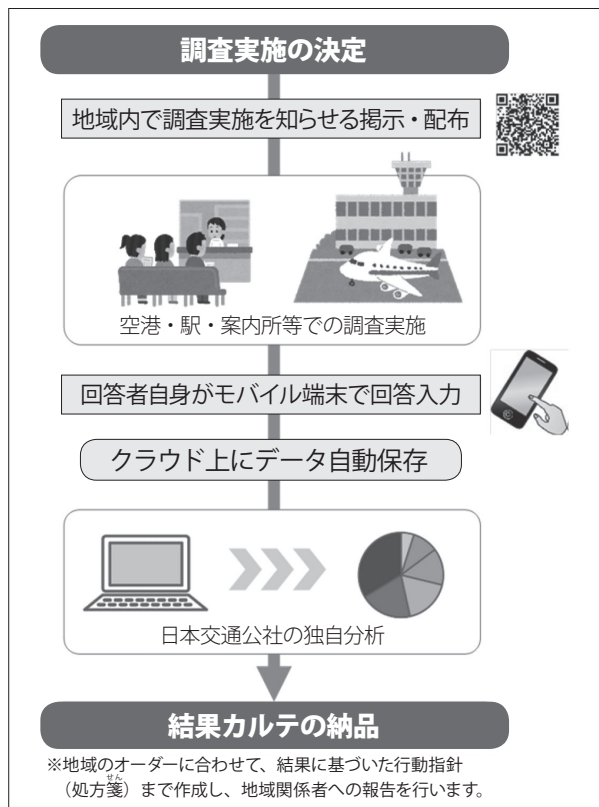 調査実施の決定
地域内で調査実施を知らせる掲示・配布
空港・駅・案内所等での調査実施
回答者自身がモバイル端末で回答入力
クラウド上にデータ自動保存
日本交通公社の独自分析
結果カルテの納品
※地域のオーダーに合わせて、結果に基づいた行動指針
（処方箋せん）まで作成し、地域関係者への報告を行います。